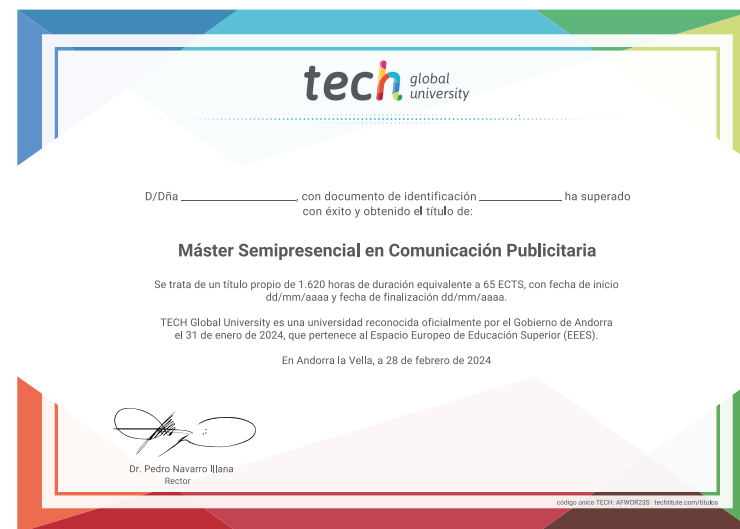 tech global
university
D/Dña ____________________, con documento de identificación ______________ ha superado
con éxito y obtenido el título de:
Máster Semipresencial en Comunicación Publicitaria
Se trata de un título propio de 1.620 horas de duración equivalente a 65 ECTS, con fecha de inicio
dd/mm/aaaa y fecha de finalización dd/mm/aaaa.
TECH Global University es una universidad reconocida oficialmente por el Gobierno de Andorra
el 31 de enero de 2024, que pertenece al Espacio Europeo de Educación Superior (EEES).
En Andorra la Vella, a 28 de febrero de 2024
Dr. Pedro Navarro Illana
Rector
código único TECH: AFWOR23S techtitute.com/titulos